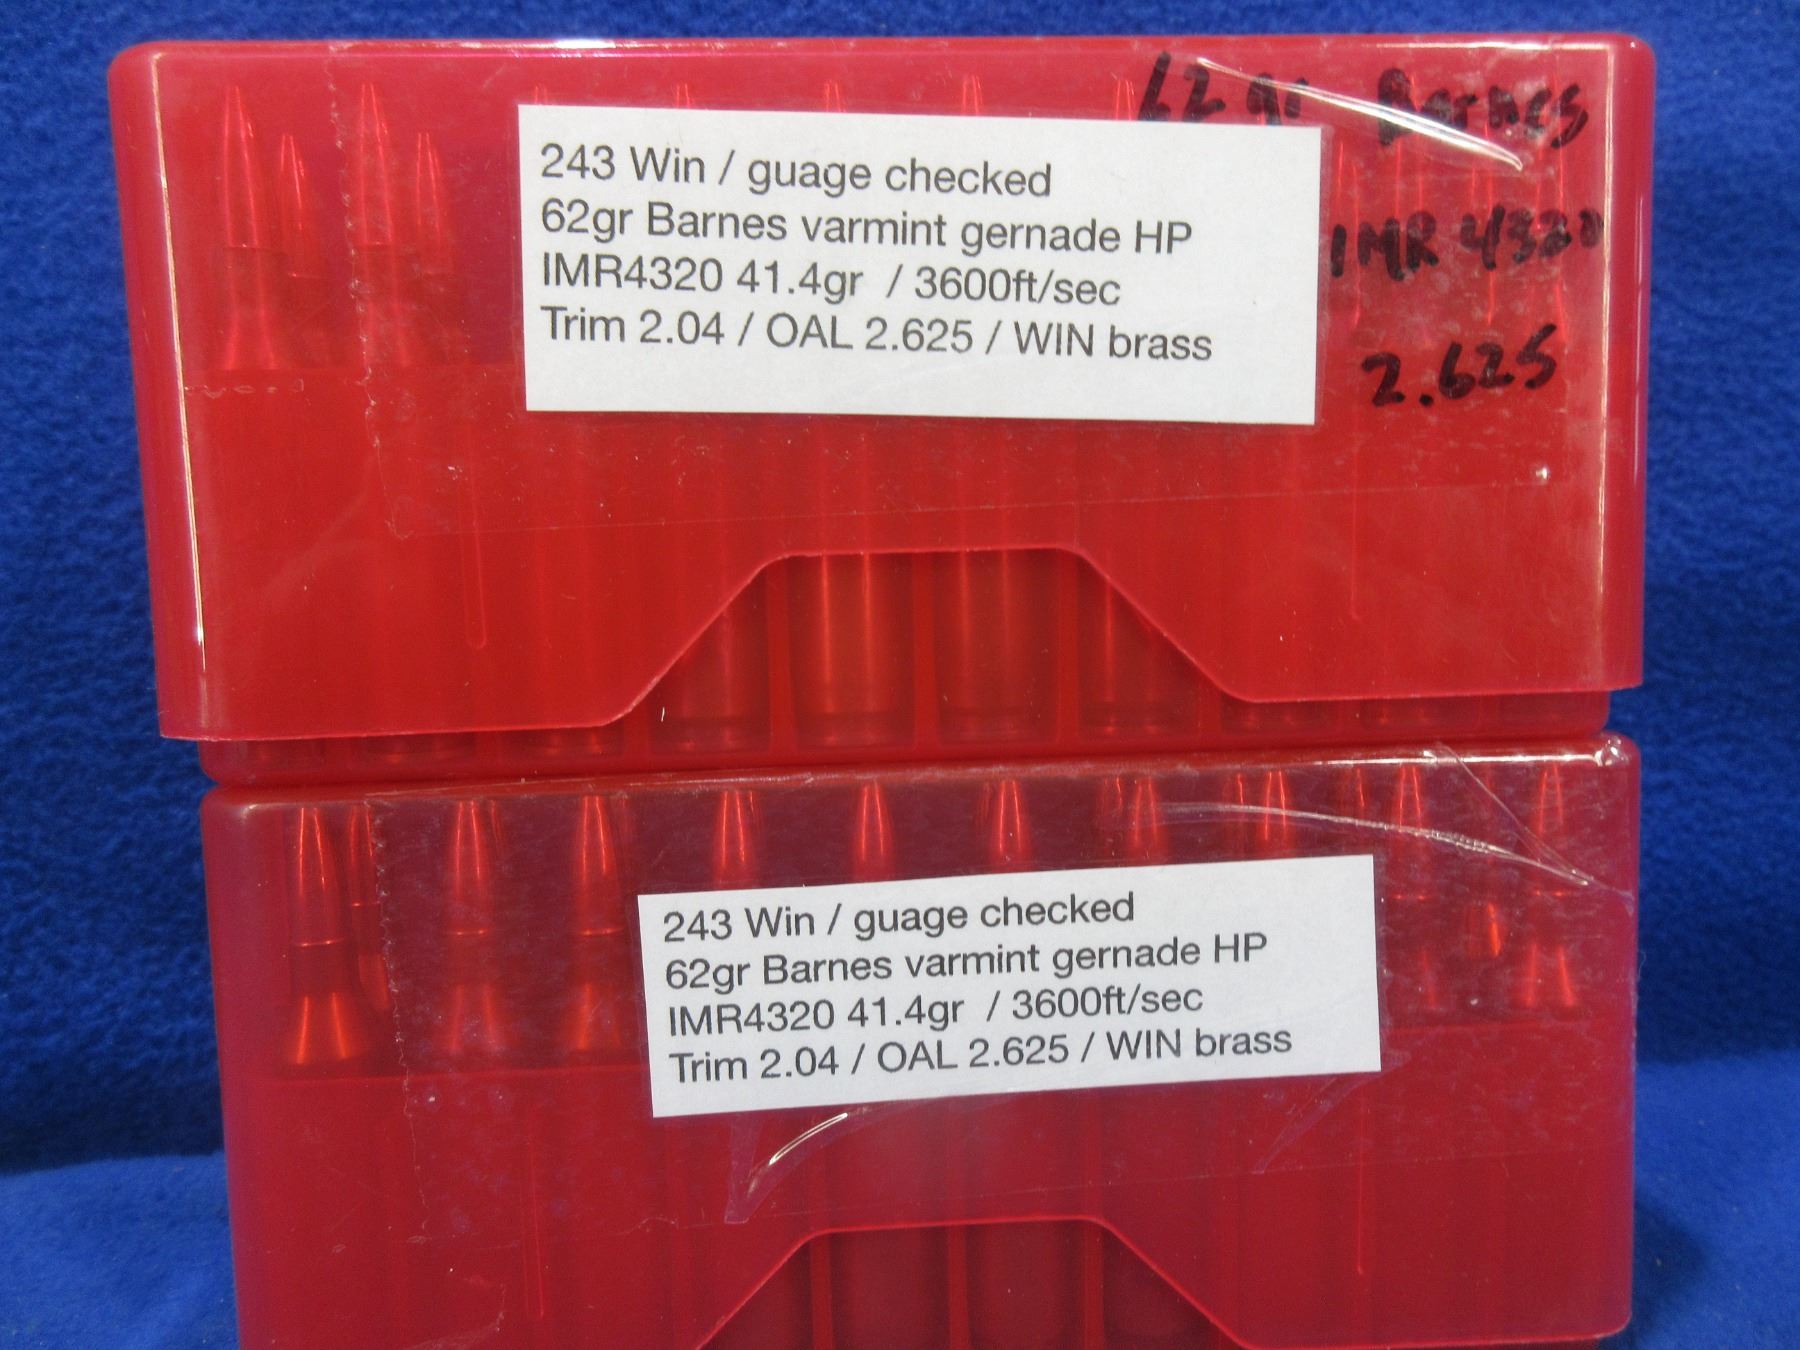 62 gr Barnes
IMR 4320
2.625
243 Win / guage checked
62gr Barnes varmint gernade HP
IMR4320 41.4gr / 3600ft/sec
Trim 2.04 / OAL 2.625 / WIN brass
243 Win / guage checked
62gr Barnes varmint gernade HP
IMR4320 41.4gr / 3600ft/sec
Trim 2.04 / OAL 2.625 / WIN brass